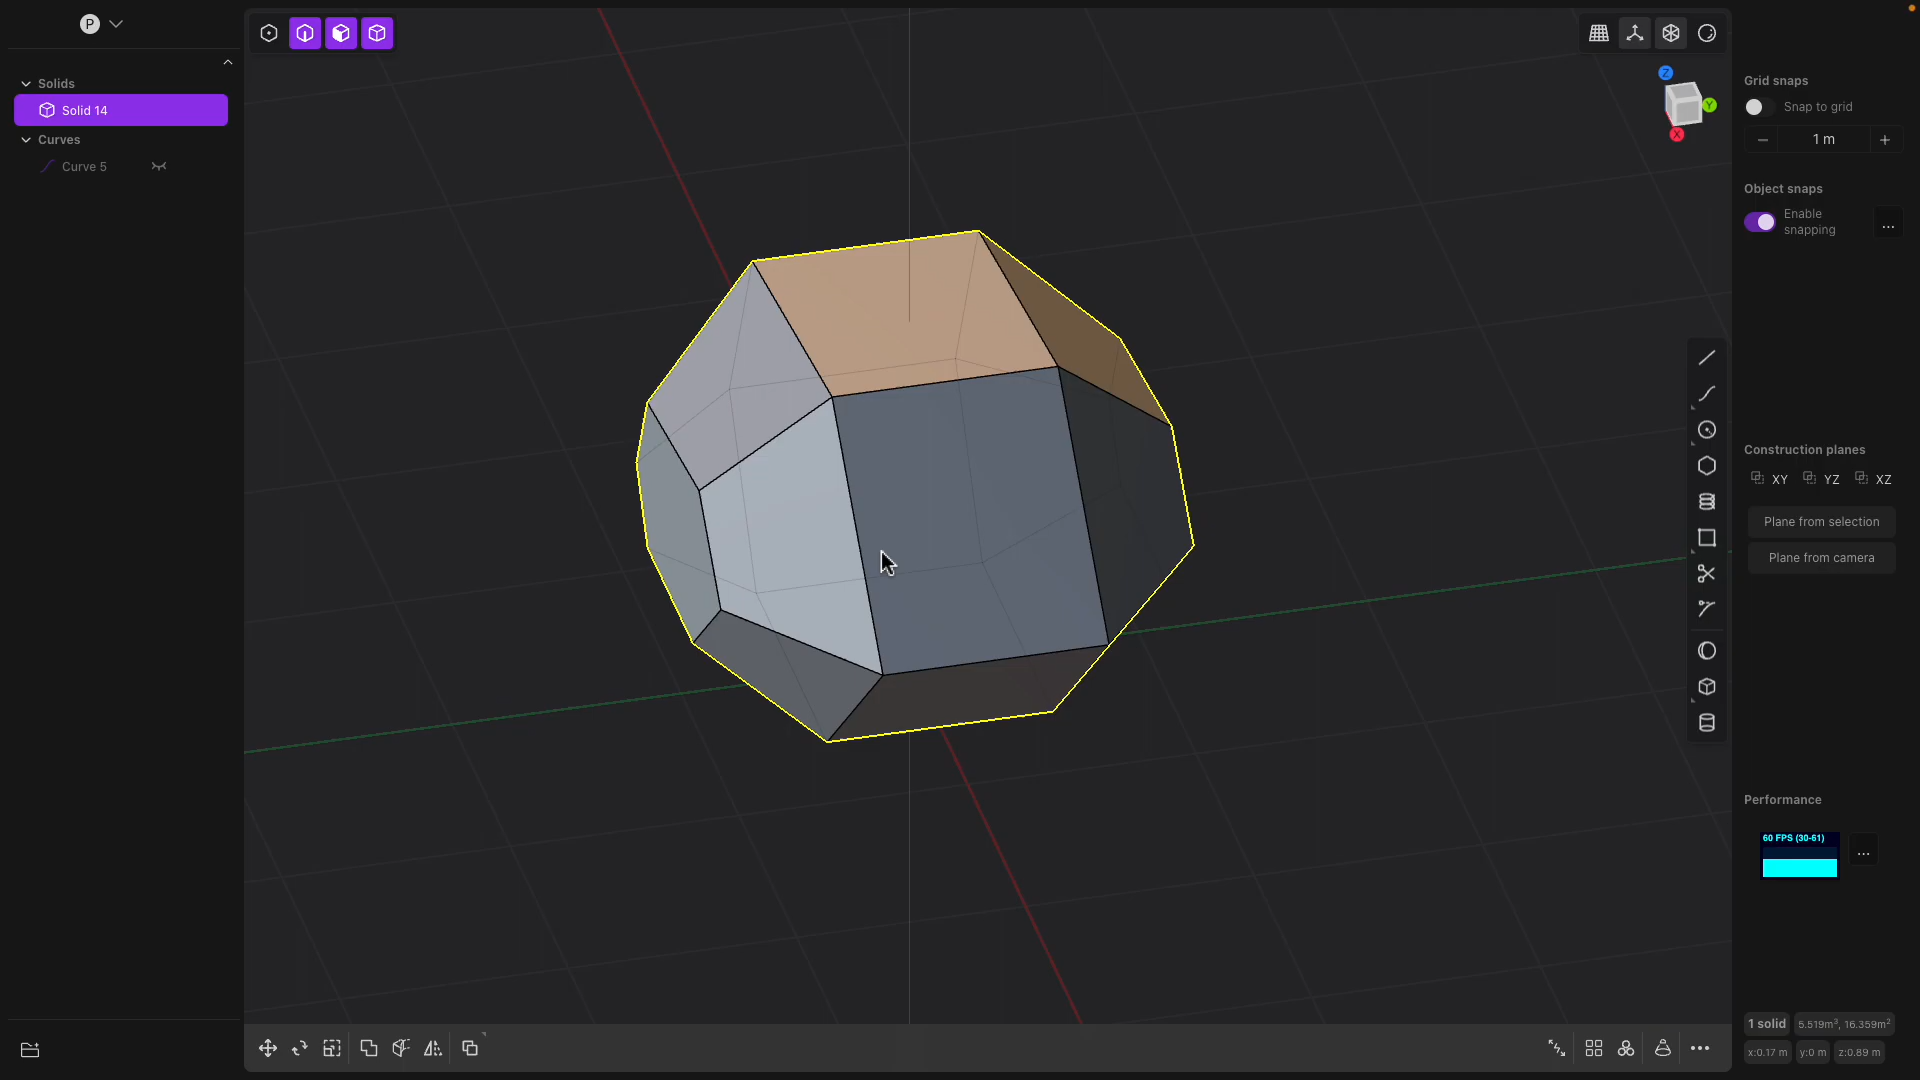 P
Solids
Solid 14
Curves
Curve 5
Z
Y
X
Grid snaps
Snap to grid
1 m
Object snaps
Enable
snapping
...
Construction planes
XY YZ XZ
Plane from selection
Plane from camera
Performance
60 FPS (30-61)
...
1 solid 5.519m³, 16.359m²
x:0.17 m y:0 m z:0.89 m